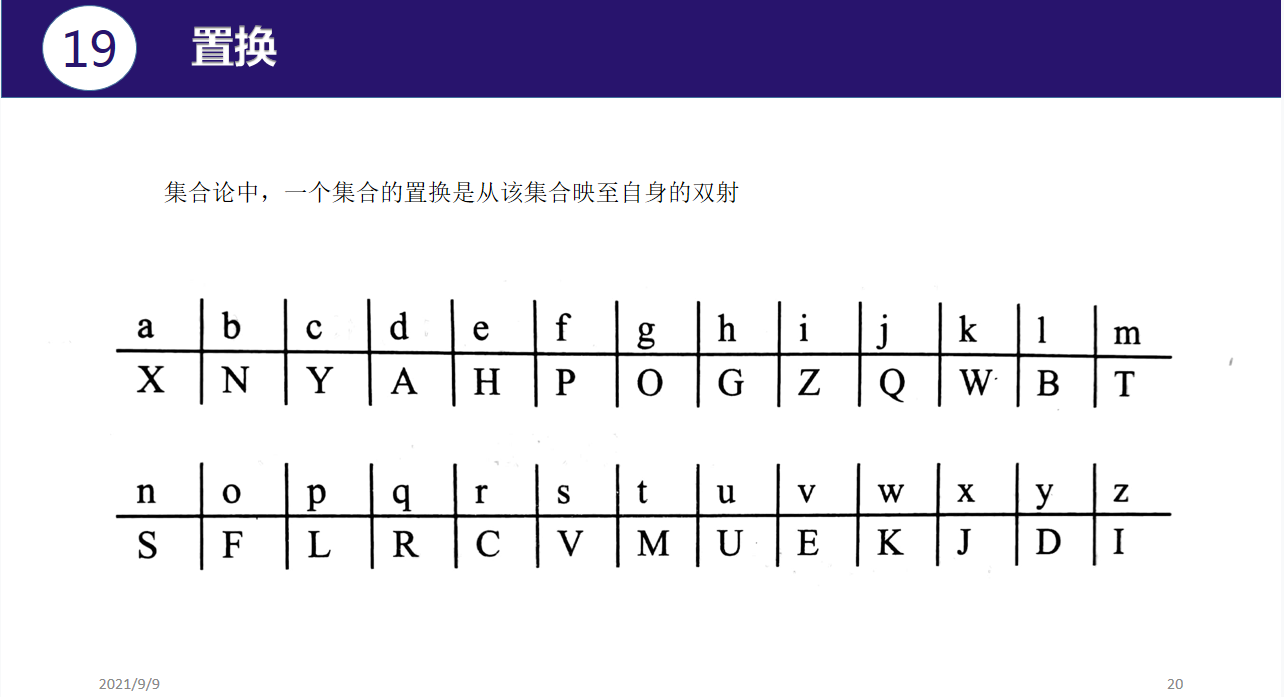 19 置换
集合论中，一个集合的置换是从该集合映至自身的双射
a b c d e f g h i j k l m
X N Y A H P O G Z Q W B T
n o p q r s t u v w x y z
S F L R C V M U E K J D I
2021/9/9 20